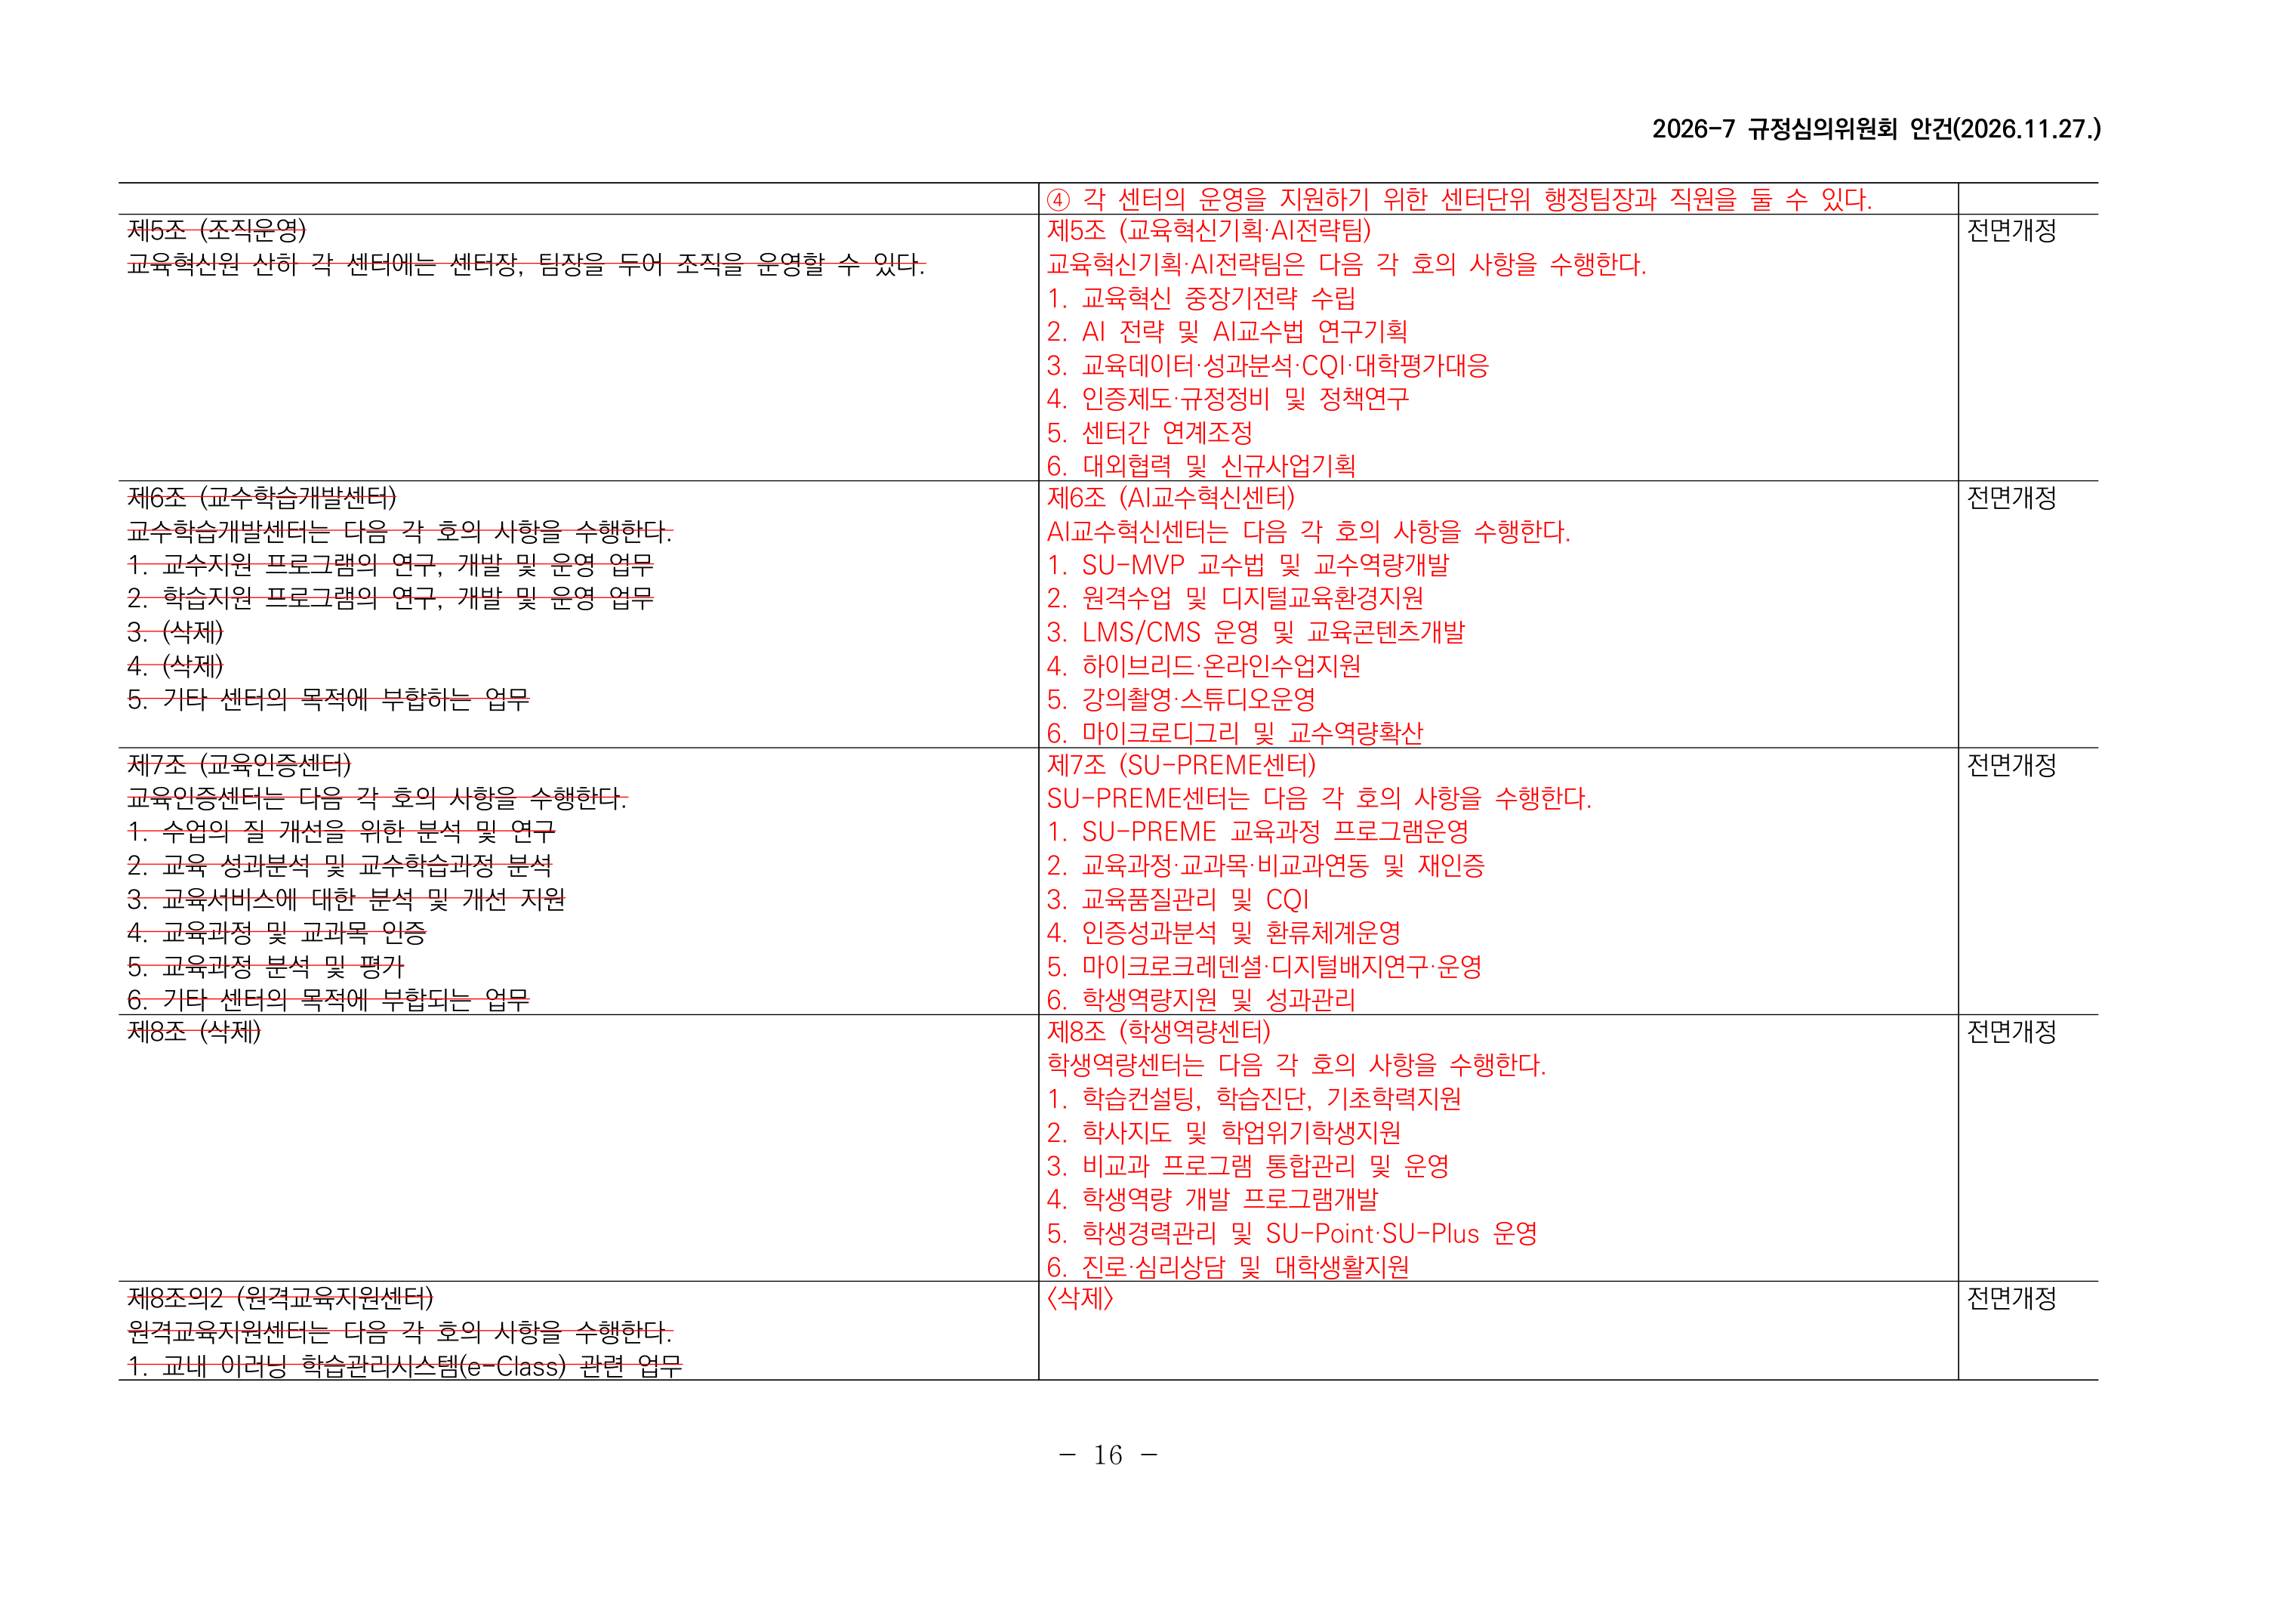 2026-7 규정심의위원회 안건(2026.11.27.)
④ 각 센터의 운영을 지원하기 위한 센터단위 행정팀장과 직원을 둘 수 있다.
제5조 (조직운영)
교육혁신원 산하 각 센터에는 센터장, 팀장을 두어 조직을 운영할 수 있다.
제5조 (교육혁신기획·AI전략팀)
교육혁신기획·AI전략팀은 다음 각 호의 사항을 수행한다.
1. 교육혁신 중장기전략 수립
2. AI 전략 및 AI교수법 연구기획
3. 교육데이터·성과분석·CQI·대학평가대응
4. 인증제도·규정정비 및 정책연구
5. 센터간 연계조정
6. 대외협력 및 신규사업기획
전면개정
제6조 (교수학습개발센터)
교수학습개발센터는 다음 각 호의 사항을 수행한다.
1. 교수지원 프로그램의 연구, 개발 및 운영 업무
2. 학습지원 프로그램의 연구, 개발 및 운영 업무
3. (삭제)
4. (삭제)
5. 기타 센터의 목적에 부합하는 업무
제6조 (AI교수혁신센터)
AI교수혁신센터는 다음 각 호의 사항을 수행한다.
1. SU-MVP 교수법 및 교수역량개발
2. 원격수업 및 디지털교육환경지원
3. LMS/CMS 운영 및 교육콘텐츠개발
4. 하이브리드·온라인수업지원
5. 강의촬영·스튜디오운영
6. 마이크로디그리 및 교수역량확산
전면개정
제7조 (교육인증센터)
교육인증센터는 다음 각 호의 사항을 수행한다.
1. 수업의 질 개선을 위한 분석 및 연구
2. 교육 성과분석 및 교수학습과정 분석
3. 교육서비스에 대한 분석 및 개선 지원
4. 교육과정 및 교과목 인증
5. 교육과정 분석 및 평가
6. 기타 센터의 목적에 부합되는 업무
제7조 (SU-PREME센터)
SU-PREME센터는 다음 각 호의 사항을 수행한다.
1. SU-PREME 교육과정 프로그램운영
2. 교육과정·교과목·비교과연동 및 재인증
3. 교육품질관리 및 CQI
4. 인증성과분석 및 환류체계운영
5. 마이크로크레덴셜·디지털배지연구·운영
6. 학생역량지원 및 성과관리
전면개정
제8조 (삭제)
제8조 (학생역량센터)
학생역량센터는 다음 각 호의 사항을 수행한다.
1. 학습컨설팅, 학습진단, 기초학력지원
2. 학사지도 및 학업위기학생지원
3. 비교과 프로그램 통합관리 및 운영
4. 학생역량 개발 프로그램개발
5. 학생경력관리 및 SU-Point·SU-Plus 운영
6. 진로·심리상담 및 대학생활지원
전면개정
제8조의2 (원격교육지원센터)
원격교육지원센터는 다음 각 호의 사항을 수행한다.
1. 교내 이러닝 학습관리시스템(e-Class) 관련 업무
〈삭제〉
전면개정
- 16 -